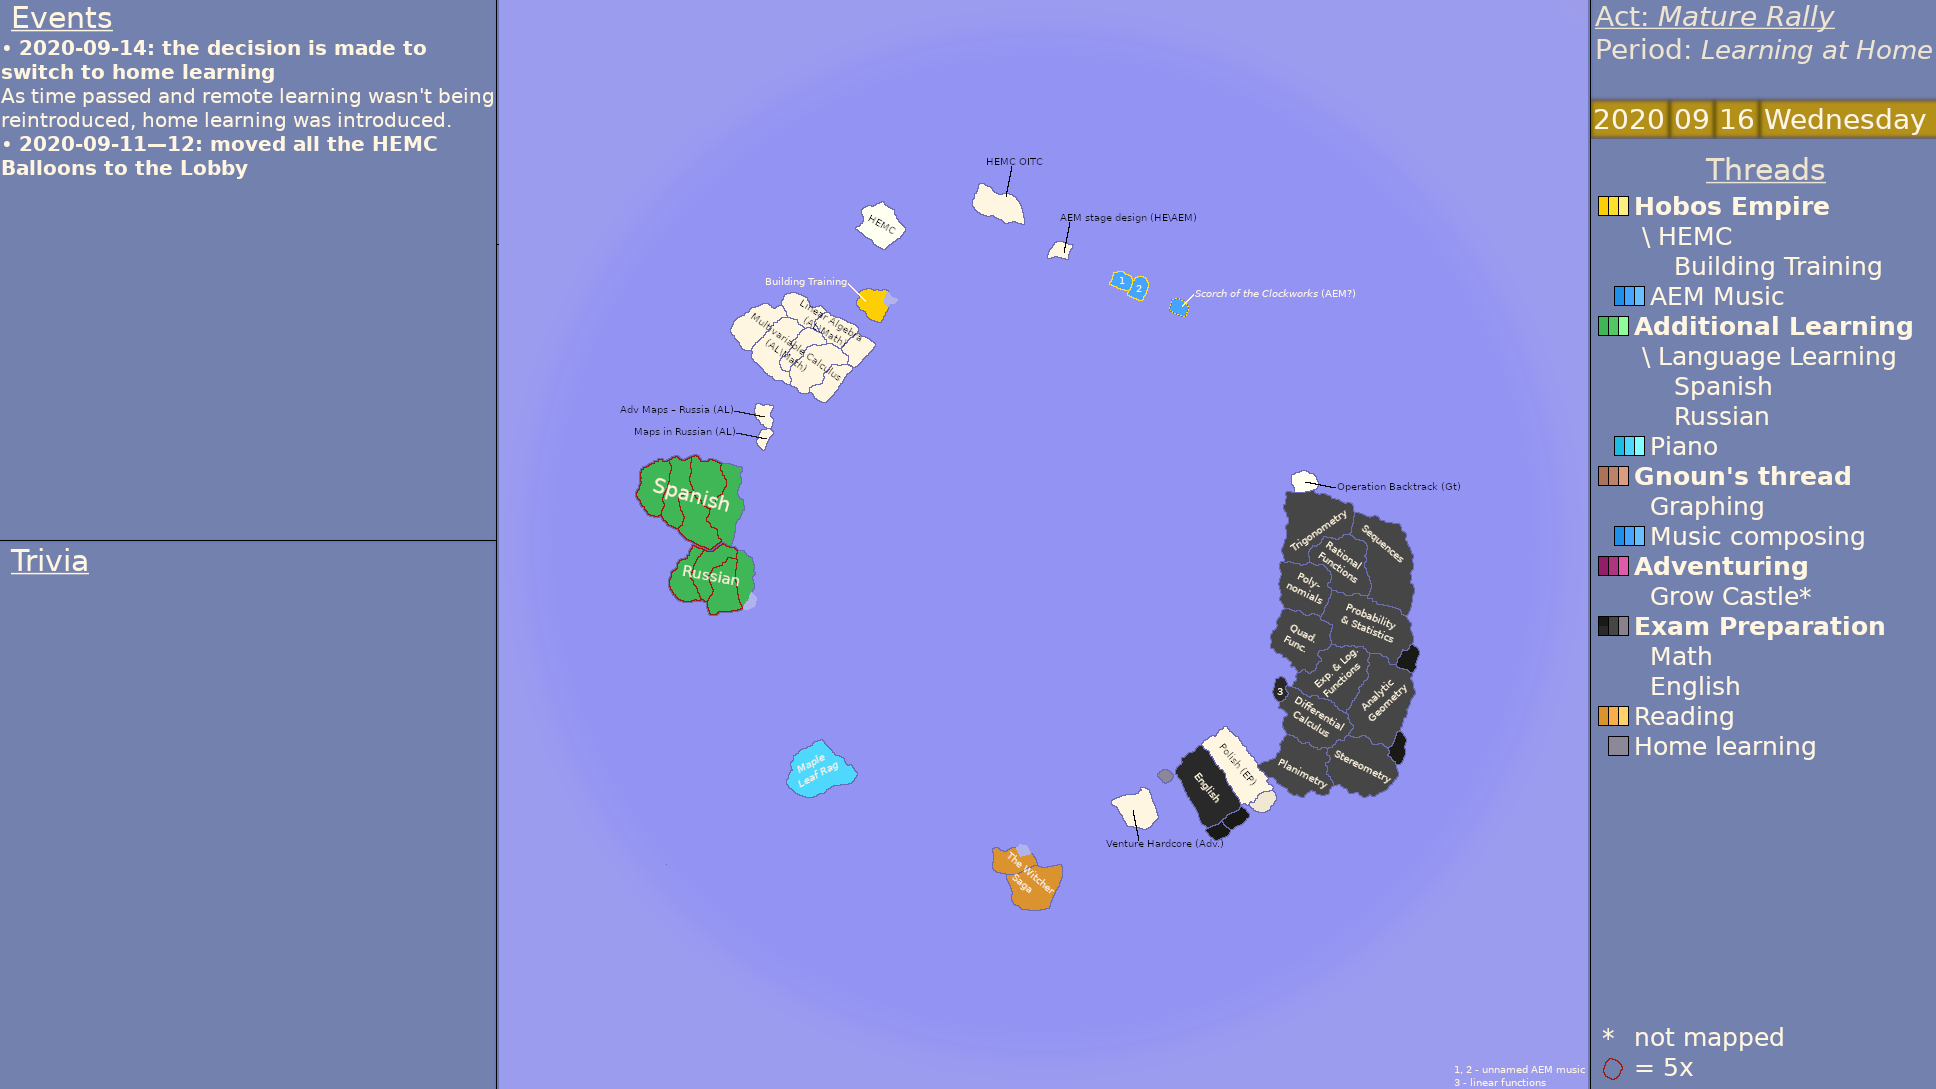 Events
• 2020-09-14: the decision is made to
switch to home learning
As time passed and remote learning wasn't being
reintroduced, home learning was introduced.
• 2020-09-11—12: moved all the HEMC
Balloons to the Lobby
Trivia
HEMC OITC
HEMC
AEM stage design (HE\AEM)
Building Training
1
2
Scorch of the Clockworks (AEM?)
Linear Algebra
(AL\Math)
Multivariable Calculus
(AL\Math)
Adv Maps – Russia (AL)
Maps in Russian (AL)
Spanish
Russian
Operation Backtrack (Gt)
Trigonometry
Sequences
Rational
Functions
Poly-
nomials
Probability
& Statistics
Quad.
Func.
Exp. & Log.
Functions
3
Analytic
Geometry
Differential
Calculus
Planimetry
Stereometry
Polish (EP)
English
Maple
Leaf Rag
Venture Hardcore (Adv.)
The Witcher
Saga
1, 2 - unnamed AEM music
3 - linear functions
Act: Mature Rally
Period: Learning at Home
2020 09 16 Wednesday
Threads
Hobos Empire
\ HEMC
Building Training
AEM Music
Additional Learning
\ Language Learning
Spanish
Russian
Piano
Gnoun's thread
Graphing
Music composing
Adventuring
Grow Castle*
Exam Preparation
Math
English
Reading
Home learning
* not mapped
= 5x